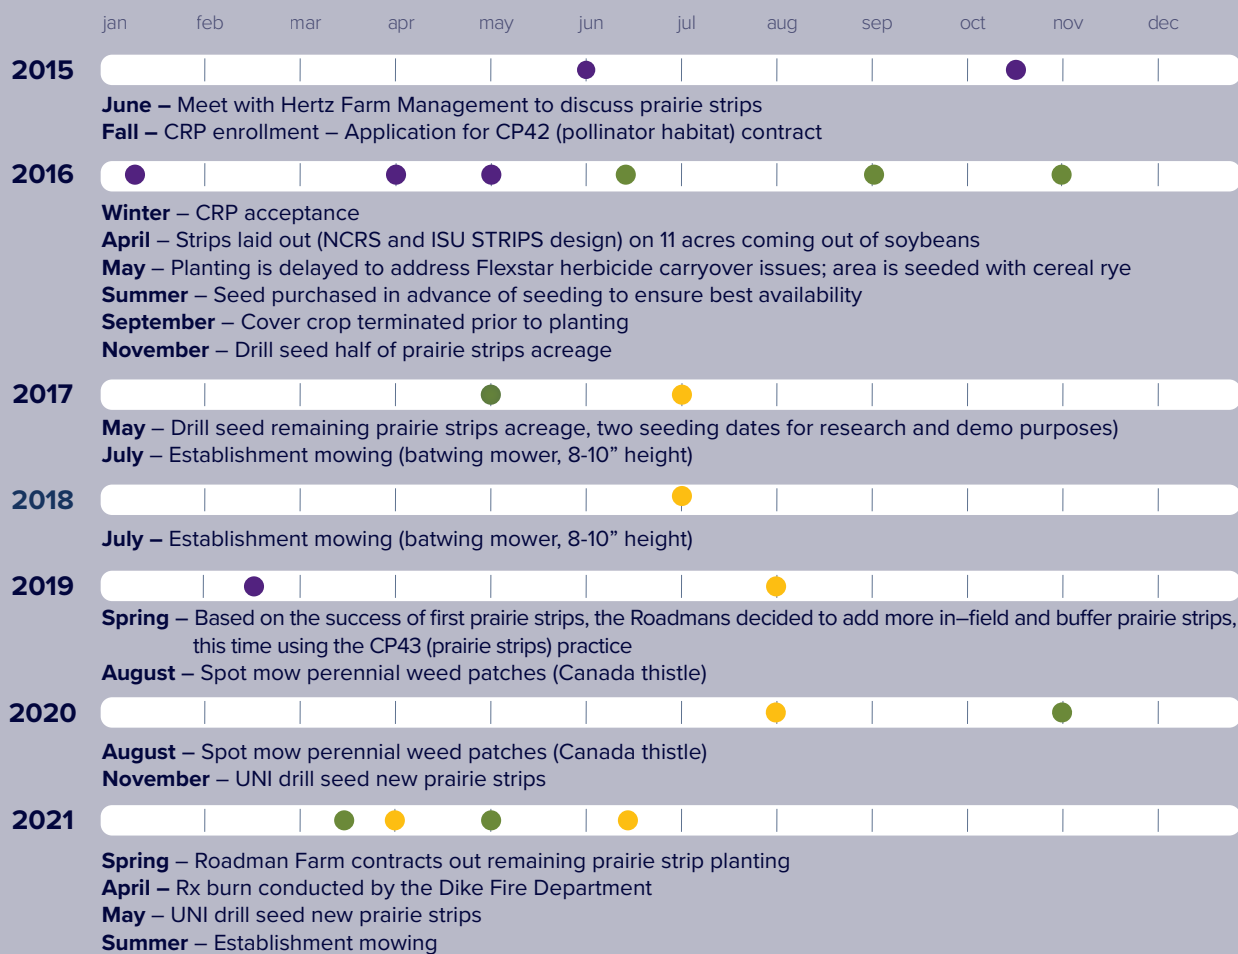 jan feb mar apr may jun jul aug sep oct nov dec
2015
June – Meet with Hertz Farm Management to discuss prairie strips
Fall – CRP enrollment – Application for CP42 (pollinator habitat) contract
2016
Winter – CRP acceptance
April – Strips laid out (NCRS and ISU STRIPS design) on 11 acres coming out of soybeans
May – Planting is delayed to address Flexstar herbicide carryover issues; area is seeded with cereal rye
Summer – Seed purchased in advance of seeding to ensure best availability
September – Cover crop terminated prior to planting
November – Drill seed half of prairie strips acreage
2017
May – Drill seed remaining prairie strips acreage, two seeding dates for research and demo purposes)
July – Establishment mowing (batwing mower, 8-10” height)
2018
July – Establishment mowing (batwing mower, 8-10” height)
2019
Spring – Based on the success of first prairie strips, the Roadmans decided to add more in–field and buffer prairie strips,
this time using the CP43 (prairie strips) practice
August – Spot mow perennial weed patches (Canada thistle)
2020
August – Spot mow perennial weed patches (Canada thistle)
November – UNI drill seed new prairie strips
2021
Spring – Roadman Farm contracts out remaining prairie strip planting
April – Rx burn conducted by the Dike Fire Department
May – UNI drill seed new prairie strips
Summer – Establishment mowing